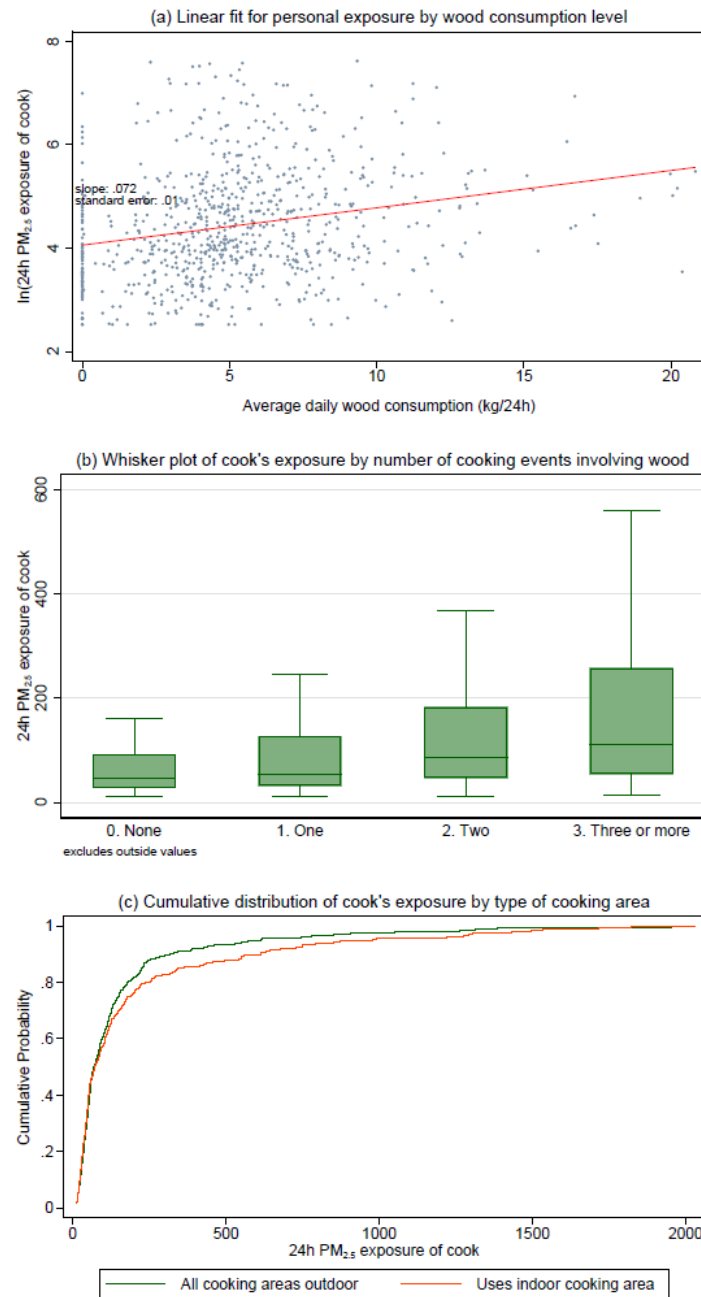 (a) Linear fit for personal exposure by wood consumption level
ln(24h PM2.5 exposure of cook)
8
6
4
2
slope: .072
standard error: .01
0 5 10 15 20
Average daily wood consumption (kg/24h)
(b) Whisker plot of cook's exposure by number of cooking events involving wood
24h PM2.5 exposure of cook
600
400
200
0
0. None 1. One 2. Two 3. Three or more
excludes outside values
(c) Cumulative distribution of cook's exposure by type of cooking area
Cumulative Probability
1
.8
.6
.4
.2
0
0 500 1000 1500 2000
24h PM2.5 exposure of cook
All cooking areas outdoor Uses indoor cooking area